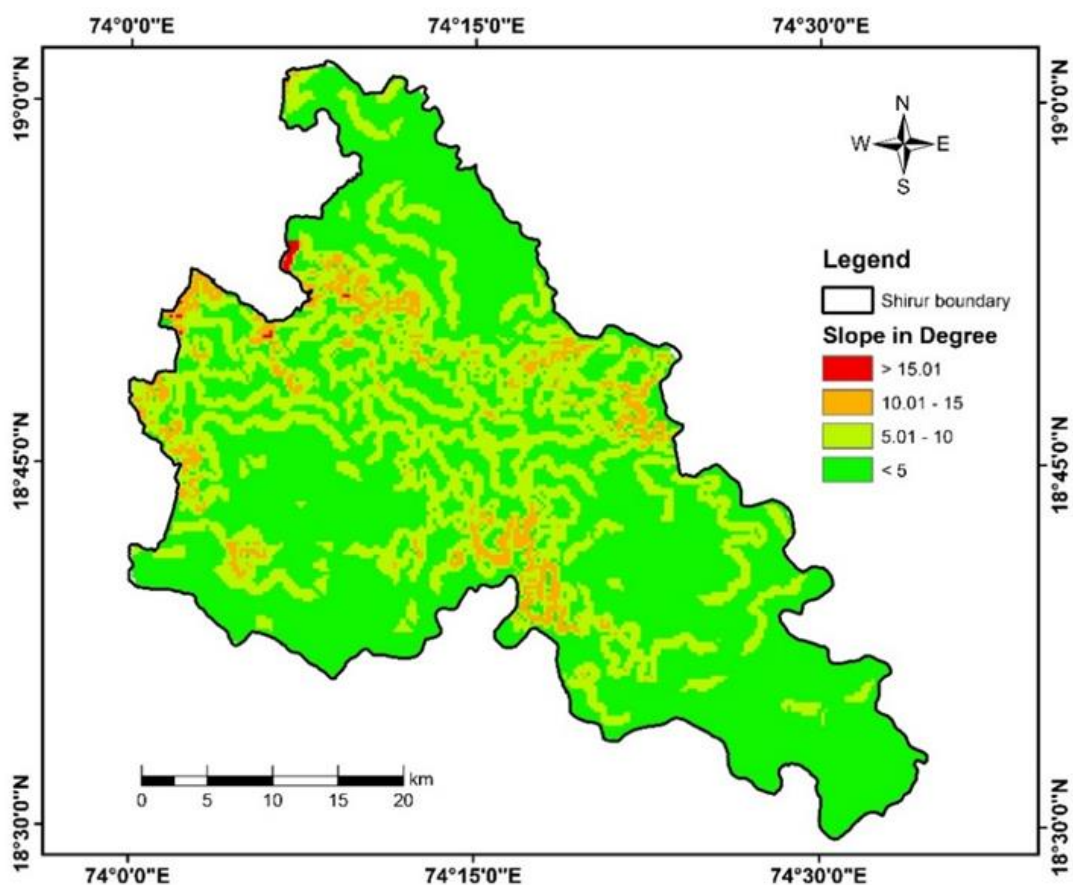 74°0'0"E
74°15'0"E
74°30'0"E
19°0'0"N
19°0'0"N
N
W
E
S
Legend
Shirur boundary
Slope in Degree
> 15.01
10.01 - 15
5.01 - 10
< 5
18°45'0"N
18°45'0"N
km
0
5
10
15
20
18°30'0"N
18°30'0"N
74°0'0"E
74°15'0"E
74°30'0"E